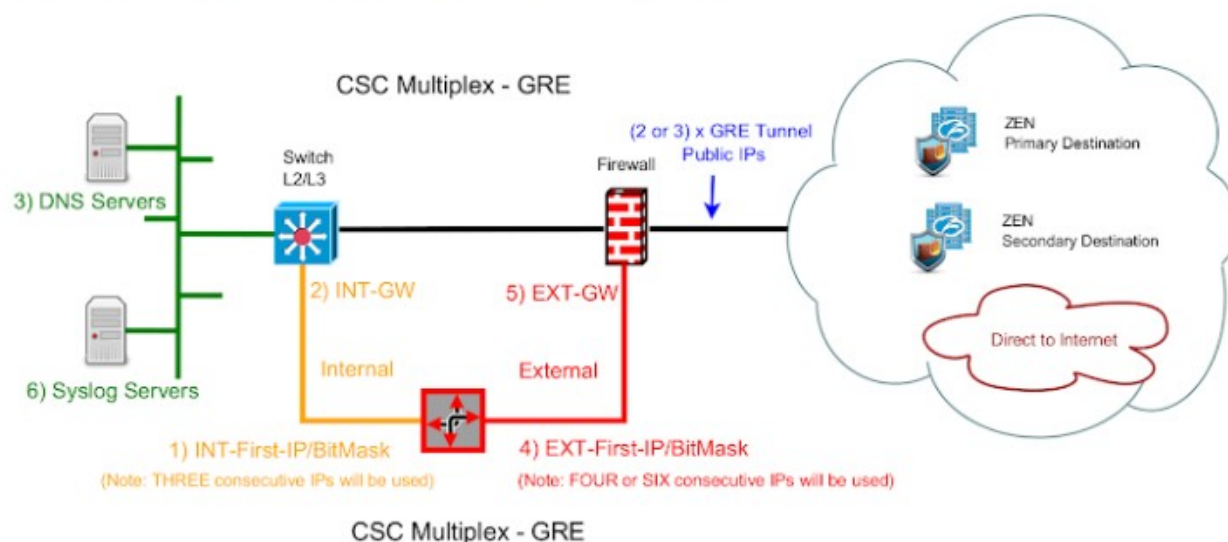 CSC Multiplex - GRE
(2 or 3) x GRE Tunnel
Public IPs
ZEN
Primary Destination
Switch
L2/L3
Firewall
3) DNS Servers
ZEN
Secondary Destination
2) INT-GW
5) EXT-GW
Direct to Internet
Internal
External
6) Syslog Servers
1) INT-First-IP/BitMask
(Note: THREE consecutive IPs will be used)
4) EXT-First-IP/BitMask
(Note: FOUR or SIX consecutive IPs will be used)
CSC Multiplex - GRE